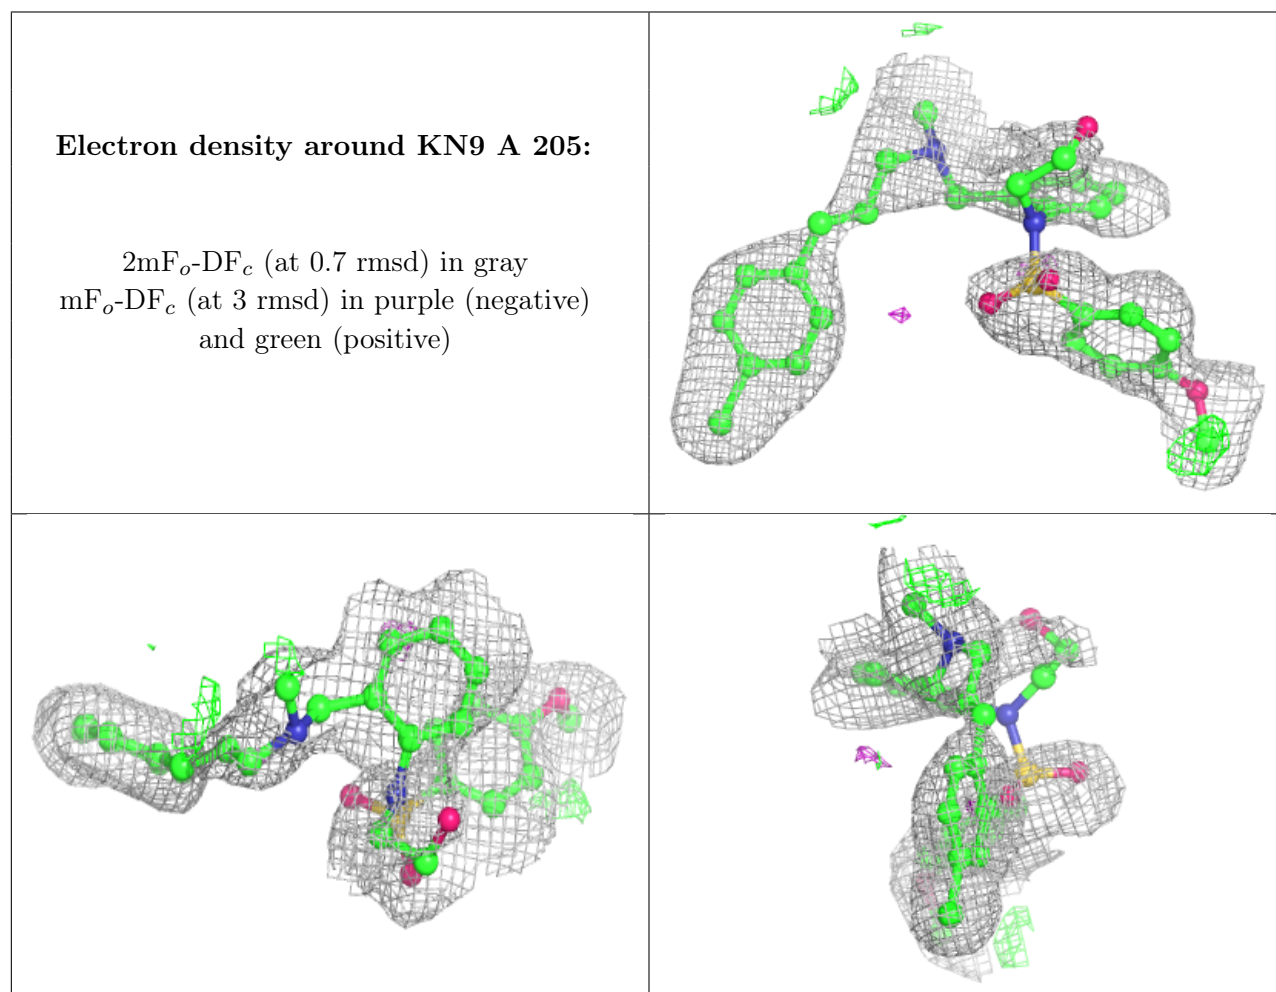 Electron density around KN9 A 205:
2mFo-DFc (at 0.7 rmsd) in gray
mFo-DFc (at 3 rmsd) in purple (negative)
and green (positive)